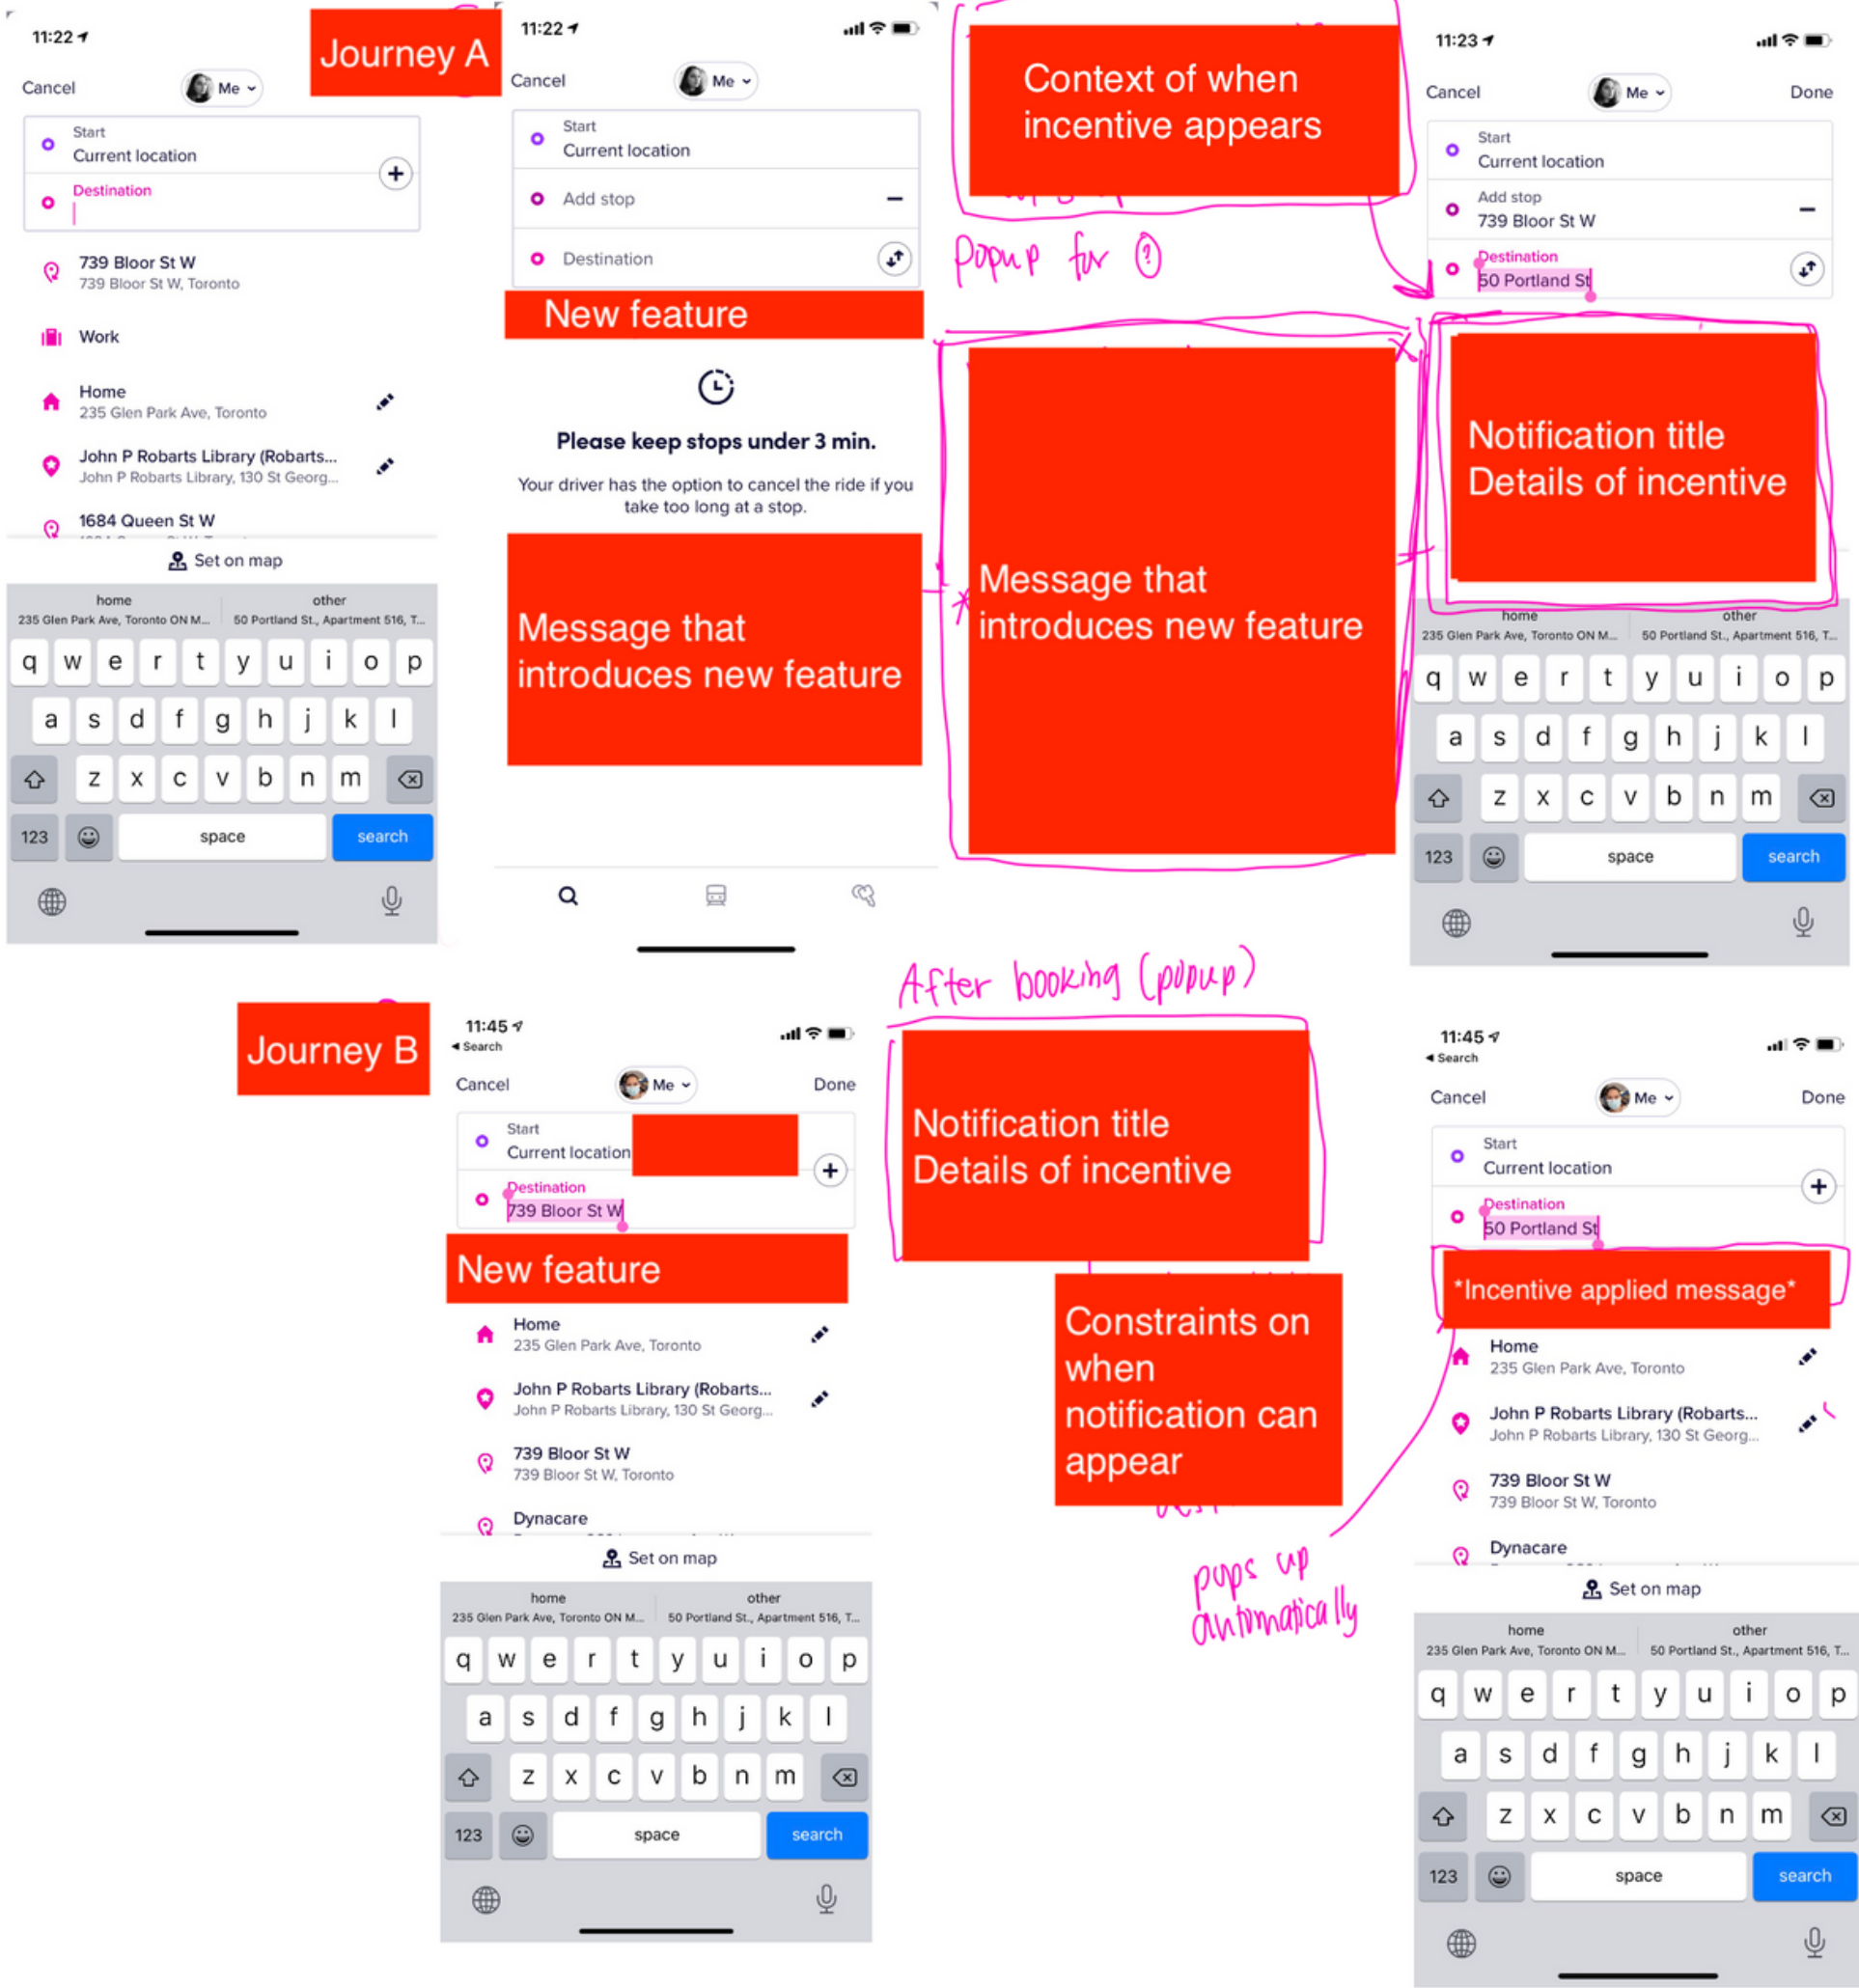 11:22
Cancel
Me
Start
Current location
Destination
739 Bloor St W
739 Bloor St W, Toronto
Work
Home
235 Glen Park Ave, Toronto
John P Robarts Library (Robarts...
John P Robarts Library, 130 St Georg...
1684 Queen St W
Set on map
home other
235 Glen Park Ave, Toronto ON M... 50 Portland St., Apartment 516, T...
q w e r t y u i o p
a s d f g h j k l
z x c v b n m
123 space search
Journey A
11:22
Cancel
Me
Start
Current location
Add stop
Destination
New feature
Please keep stops under 3 min.
Your driver has the option to cancel the ride if you
take too long at a stop.
Message that
introduces new feature
Context of when
incentive appears
Popup for ?
Message that
introduces new feature
11:23
Cancel
Me
Done
Start
Current location
Add stop
739 Bloor St W
Destination
50 Portland St
Notification title
Details of incentive
home other
235 Glen Park Ave, Toronto ON M... 50 Portland St., Apartment 516, T...
q w e r t y u i o p
a s d f g h j k l
z x c v b n m
123 space search
Journey B
11:45
Search
Cancel
Me
Done
Start
Current location
Destination
739 Bloor St W
New feature
Home
235 Glen Park Ave, Toronto
John P Robarts Library (Robarts...
John P Robarts Library, 130 St Georg...
739 Bloor St W
739 Bloor St W, Toronto
Dynacare
Set on map
home other
235 Glen Park Ave, Toronto ON M... 50 Portland St., Apartment 516, T...
q w e r t y u i o p
a s d f g h j k l
z x c v b n m
123 space search
After booking (popup)
Notification title
Details of incentive
Constraints on
when
notification can
appear
pops up
automatically
11:45
Search
Cancel
Me
Done
Start
Current location
Destination
50 Portland St
*Incentive applied message*
Home
235 Glen Park Ave, Toronto
John P Robarts Library (Robarts...
John P Robarts Library, 130 St Georg...
739 Bloor St W
739 Bloor St W, Toronto
Dynacare
Set on map
home other
235 Glen Park Ave, Toronto ON M... 50 Portland St., Apartment 516, T...
q w e r t y u i o p
a s d f g h j k l
z x c v b n m
123 space search